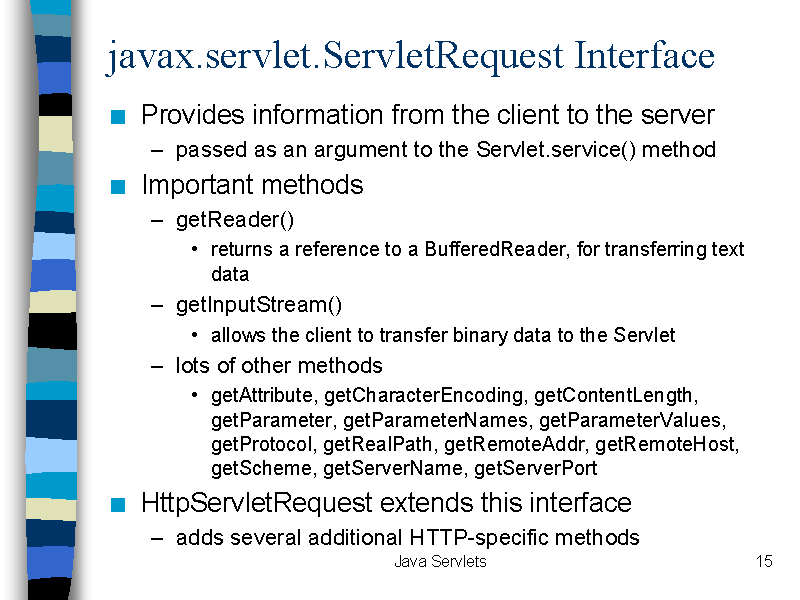 javax.servlet.ServletRequest Interface
■ Provides information from the client to the server
– passed as an argument to the Servlet.service() method
■ Important methods
– getReader()
• returns a reference to a BufferedReader, for transferring text
data
– getInputStream()
• allows the client to transfer binary data to the Servlet
– lots of other methods
• getAttribute, getCharacterEncoding, getContentLength,
getParameter, getParameterNames, getParameterValues,
getProtocol, getRealPath, getRemoteAddr, getRemoteHost,
getScheme, getServerName, getServerPort
■ HttpServletRequest extends this interface
– adds several additional HTTP-specific methods
Java Servlets 15